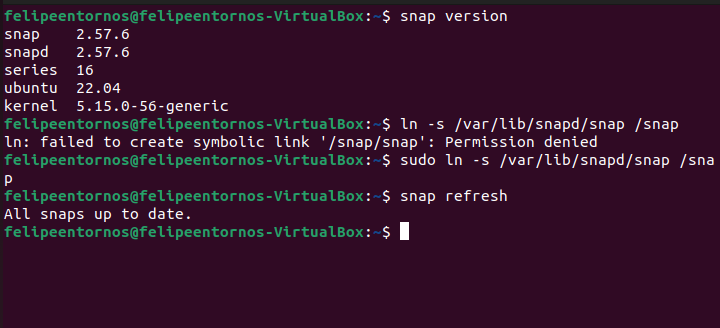 felipeentornos@felipeentornos-VirtualBox:~$ snap version
snap    2.57.6
snapd   2.57.6
series  16
ubuntu  22.04
kernel  5.15.0-56-generic
felipeentornos@felipeentornos-VirtualBox:~$ ln -s /var/lib/snapd/snap /snap
ln: failed to create symbolic link '/snap/snap': Permission denied
felipeentornos@felipeentornos-VirtualBox:~$ sudo ln -s /var/lib/snapd/snap /sna
p
felipeentornos@felipeentornos-VirtualBox:~$ snap refresh
All snaps up to date.
felipeentornos@felipeentornos-VirtualBox:~$